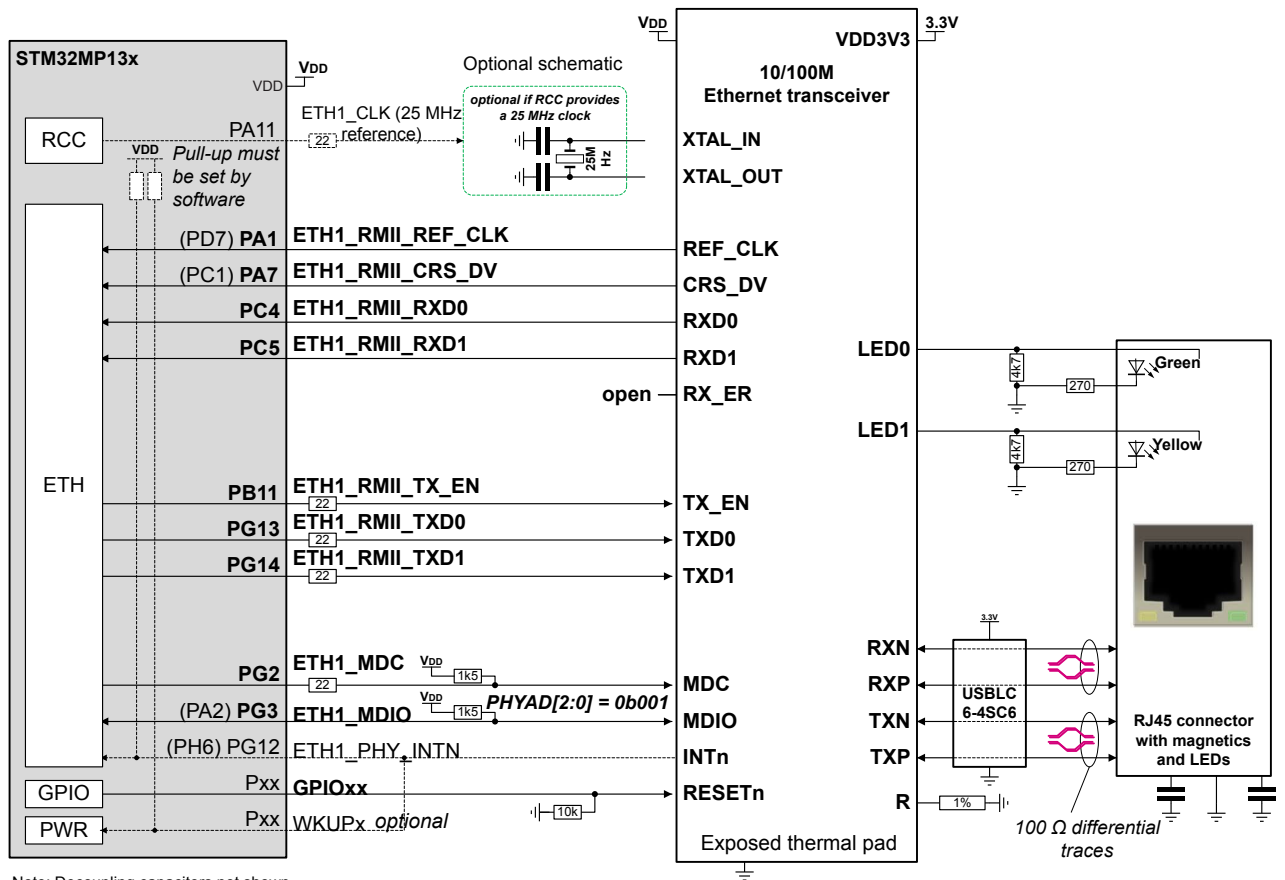 VDD
3.3V
STM32MP13x
VDD3V3
VDD
VDD
Optional schematic
10/100M
Ethernet transceiver
optional if RCC provides
a 25 MHz clock
RCC
PA11
ETH1_CLK (25 MHz
reference)
22
XTAL_IN
25M
Hz
XTAL_OUT
VDD
Pull-up must
be set by
software
(PD7) PA1
ETH1_RMII_REF_CLK
REF_CLK
(PC1) PA7
ETH1_RMII_CRS_DV
CRS_DV
PC4
ETH1_RMII_RXD0
RXD0
PC5
ETH1_RMII_RXD1
RXD1
LED0
4k7
Green
270
open
RX_ER
LED1
4k7
Yellow
270
ETH
PB11
ETH1_RMII_TX_EN
22
TX_EN
PG13
ETH1_RMII_TXD0
22
TXD0
PG14
ETH1_RMII_TXD1
22
TXD1
3.3V
RXN
RXP
TXN
TXP
USBLC
6-4SC6
PG2
ETH1_MDC
22
VDD
1k5
MDC
(PA2) PG3
ETH1_MDIO
VDD
1k5
PHYAD[2:0] = 0b001
MDIO
RJ45 connector
with magnetics
and LEDs
(PH6) PG12
ETH1_PHY_INTN
INTn
GPIO
Pxx
GPIOxx
10k
RESETn
R
1%
PWR
Pxx
WKUPx
optional
100 Ω differential
traces
Exposed thermal pad
Note: Decoupling capacitors not shown